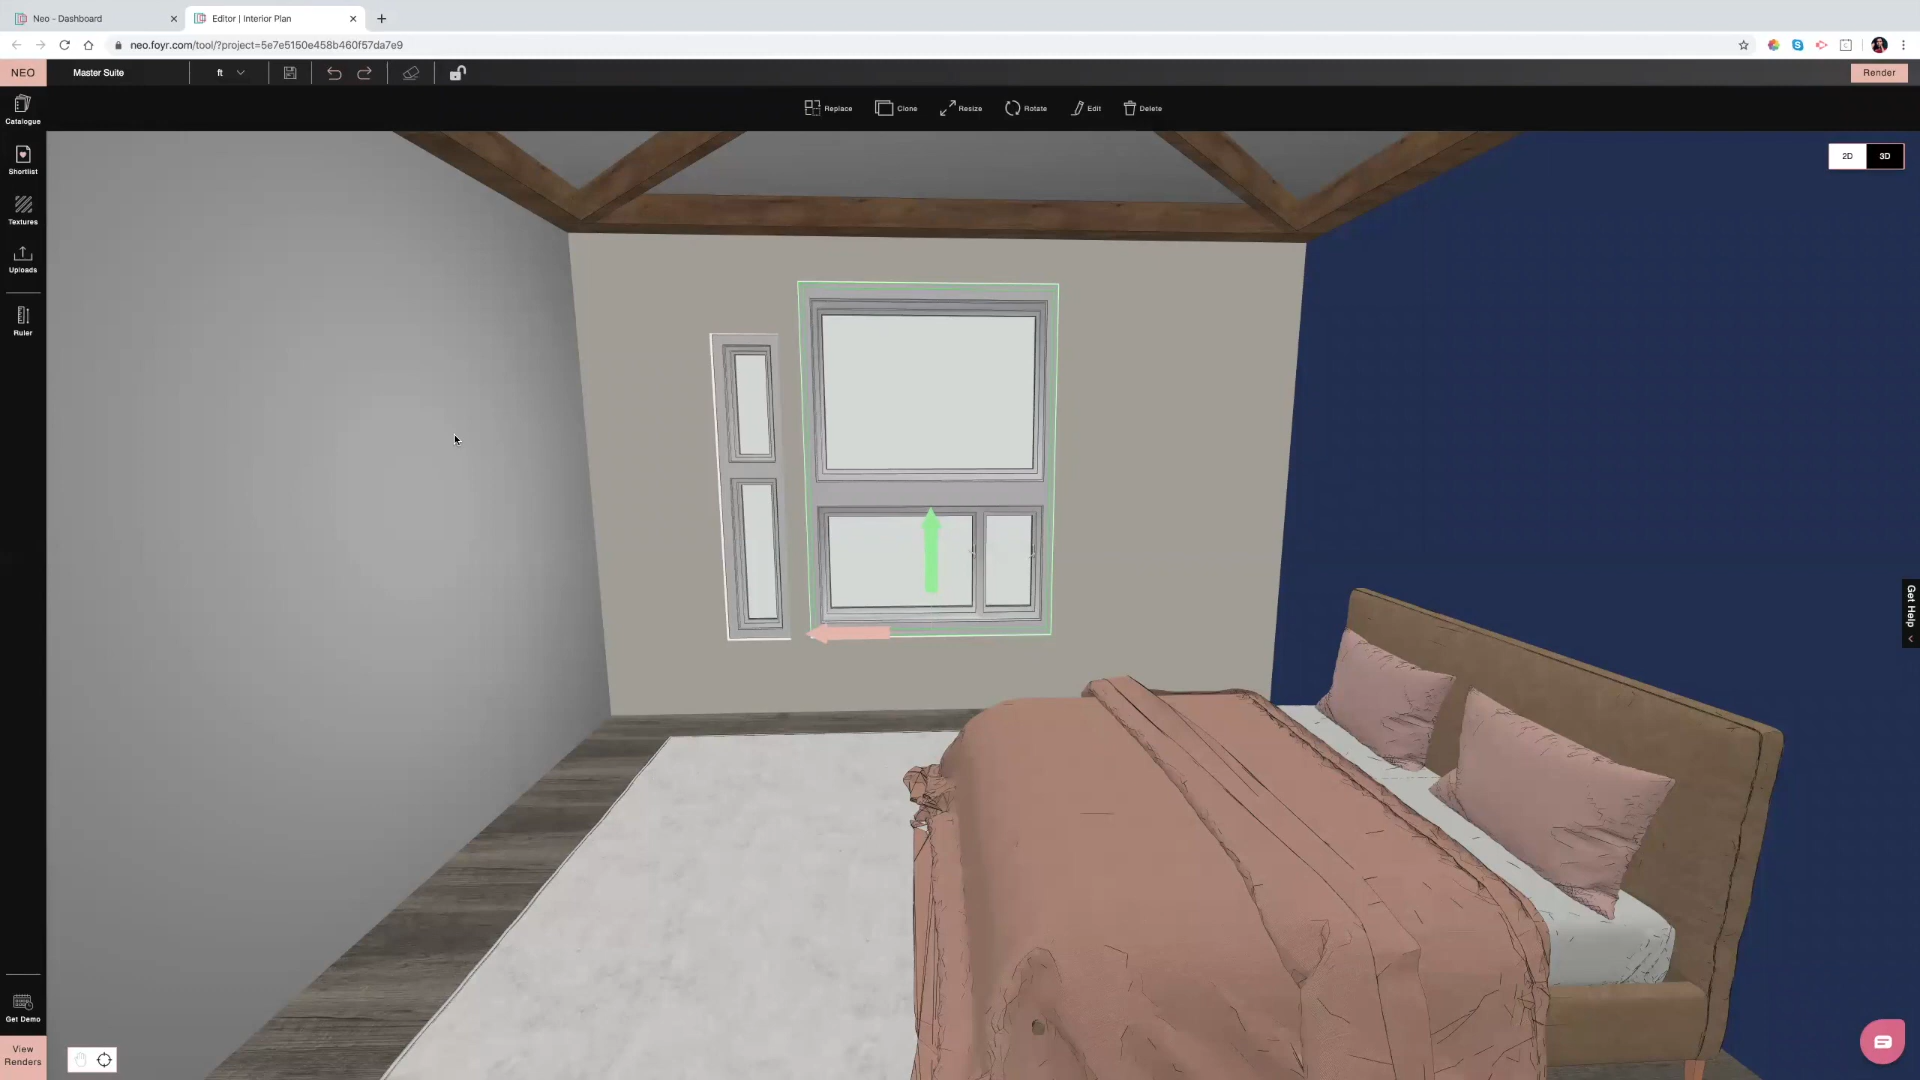 Neo - Dashboard
Editor | Interior Plan
neo.foyr.com/tool/?project=5e7e5150e458b460f57da7e9
NEO
Master Suite
ft
Render
Replace
Clone
Resize
Rotate
Edit
Delete
Catalogue
Shortlist
Textures
Uploads
Ruler
2D
3D
Get Help
Get Demo
View
Renders